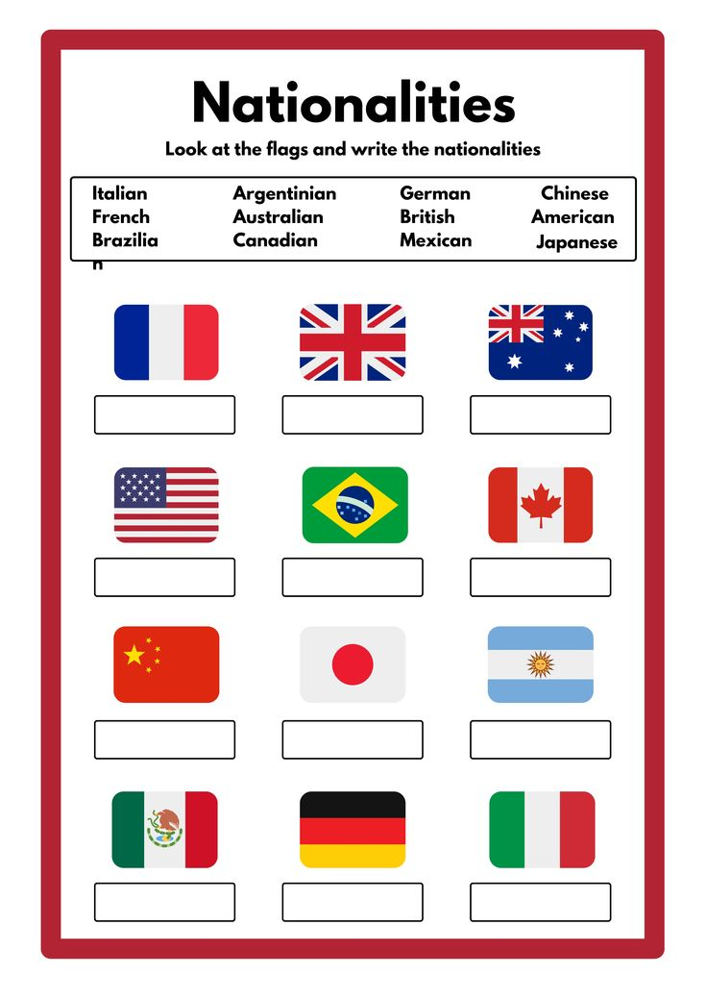 Nationalities
Look at the flags and write the nationalities
Italian Argentinian German Chinese
French Australian British American
Brazilia Canadian Mexican Japanese
n